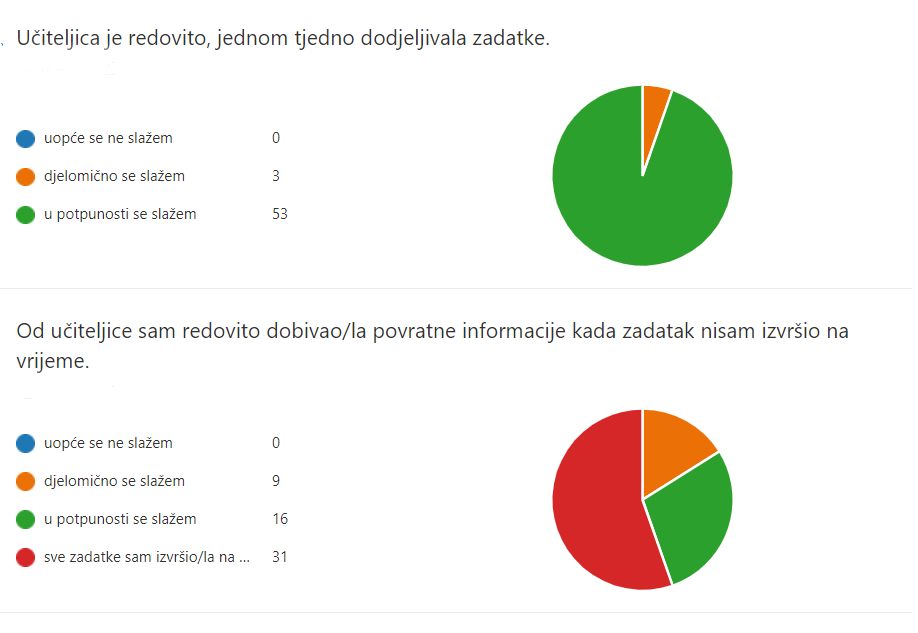 Učiteljica je redovito, jednom tjedno dodjeljivala zadatke.
uopće se ne slažem 0
djelomično se slažem 3
u potpunosti se slažem 53
Od učiteljice sam redovito dobivao/la povratne informacije kada zadatak nisam izvršio na
vrijeme.
uopće se ne slažem 0
djelomično se slažem 9
u potpunosti se slažem 16
sve zadatke sam izvršio/la na ... 31